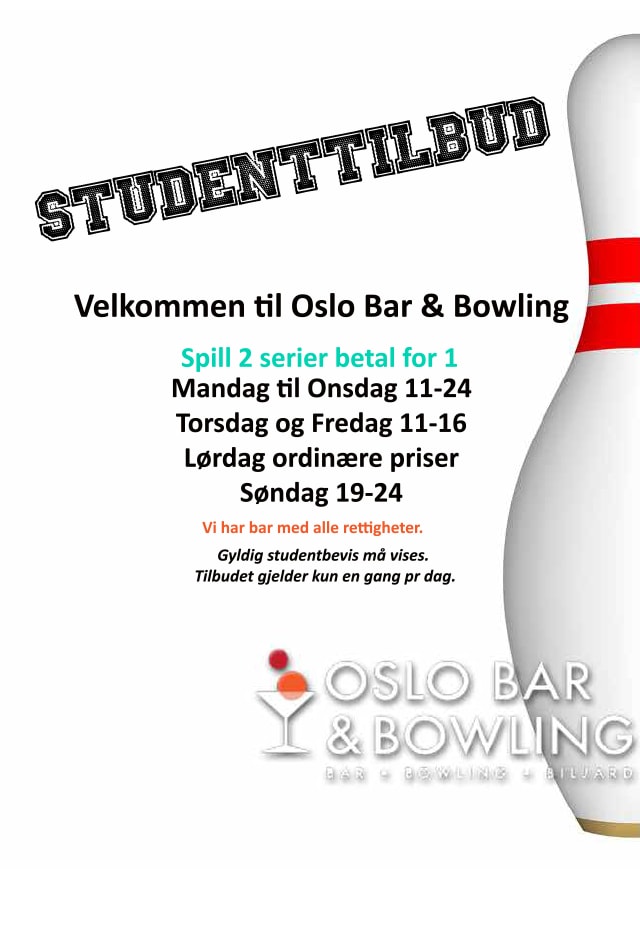 STUDENTTILBUD
Velkommen til Oslo Bar & Bowling
Spill 2 serier betal for 1
Mandag til Onsdag 11-24
Torsdag og Fredag 11-16
Lørdag ordinære priser
Søndag 19-24
Vi har bar med alle rettigheter.
Gyldig studentbevis må vises.
Tilbudet gjelder kun en gang pr dag.
OSLO BAR
& BOWLING
BAR + BOWLING + BILJARD